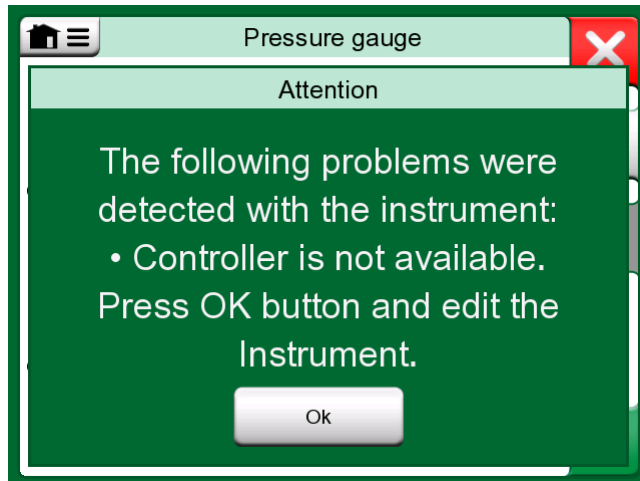 Pressure gauge
Attention
The following problems were
detected with the instrument:
• Controller is not available.
Press OK button and edit the
Instrument.
Ok